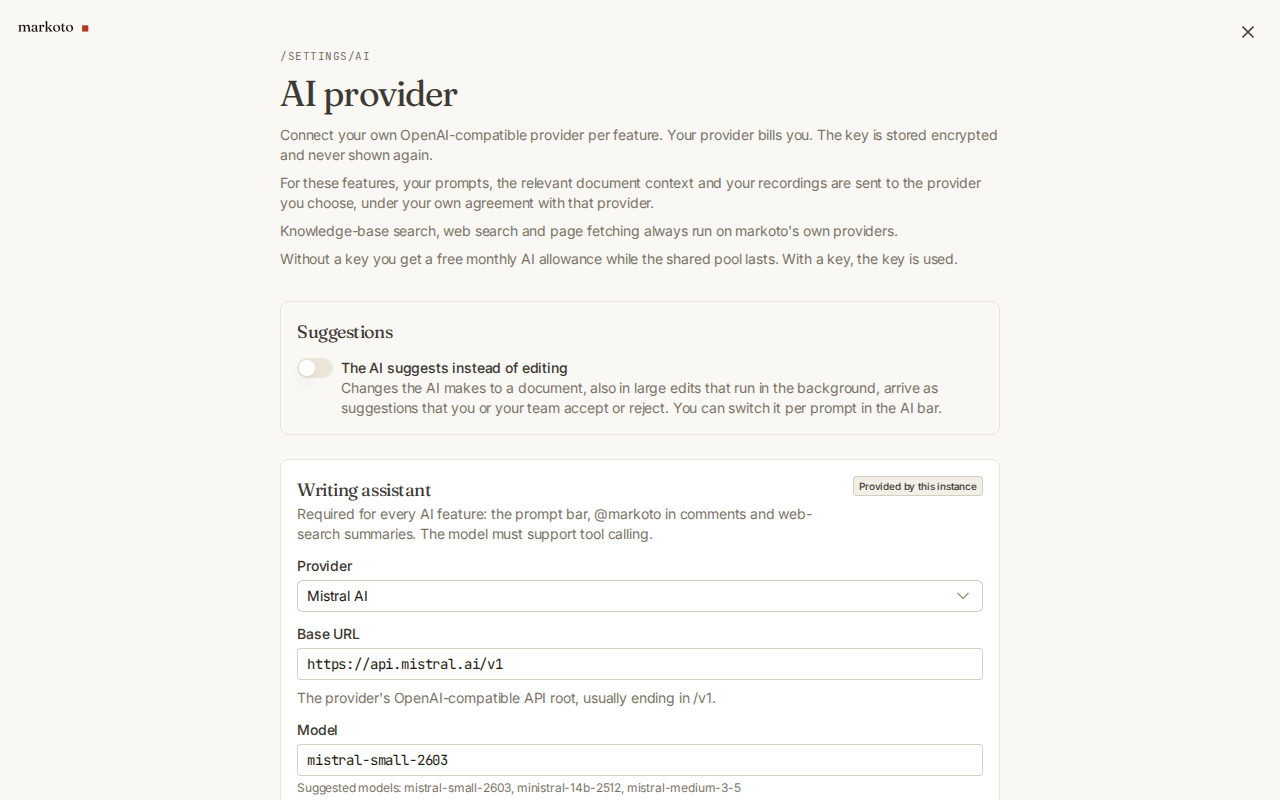 markoto
/SETTINGS/AI
AI provider
Connect your own OpenAI-compatible provider per feature. Your provider bills you. The key is stored encrypted
and never shown again.
For these features, your prompts, the relevant document context and your recordings are sent to the provider
you choose, under your own agreement with that provider.
Knowledge-base search, web search and page fetching always run on markoto's own providers.
Without a key you get a free monthly AI allowance while the shared pool lasts. With a key, the key is used.
Suggestions
The AI suggests instead of editing
Changes the AI makes to a document, also in large edits that run in the background, arrive as
suggestions that you or your team accept or reject. You can switch it per prompt in the AI bar.
Writing assistant
Provided by this instance
Required for every AI feature: the prompt bar, @markoto in comments and web-
search summaries. The model must support tool calling.
Provider
Mistral AI
Base URL
https://api.mistral.ai/v1
The provider's OpenAI-compatible API root, usually ending in /v1.
Model
mistral-small-2603
Suggested models: mistral-small-2603, ministral-14b-2512, mistral-medium-3-5